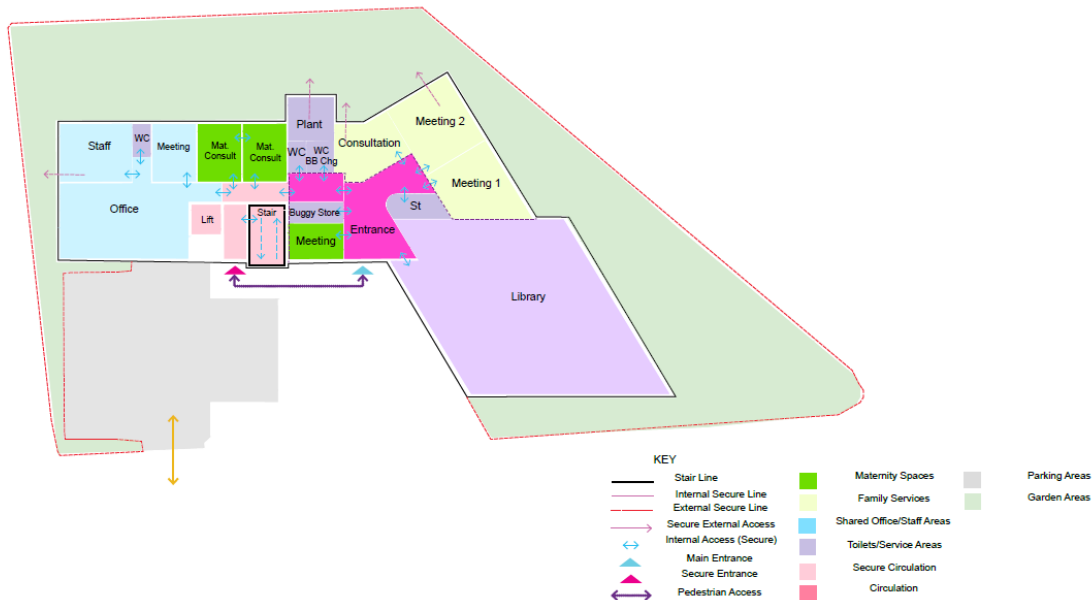 Plant
Meeting 2
WC
Staff
Meeting
Mat.
Consult
Mat.
Consult
WC
WC
BB Chg
Consultation
Meeting 1
Office
Lift
Stair
Buggy Store
St
Meeting
Entrance
Library
KEY
Stair Line
Internal Secure Line
External Secure Line
Secure External Access
Internal Access (Secure)
Main Entrance
Secure Entrance
Pedestrian Access
Maternity Spaces
Family Services
Shared Office/Staff Areas
Toilets/Service Areas
Secure Circulation
Circulation
Parking Areas
Garden Areas